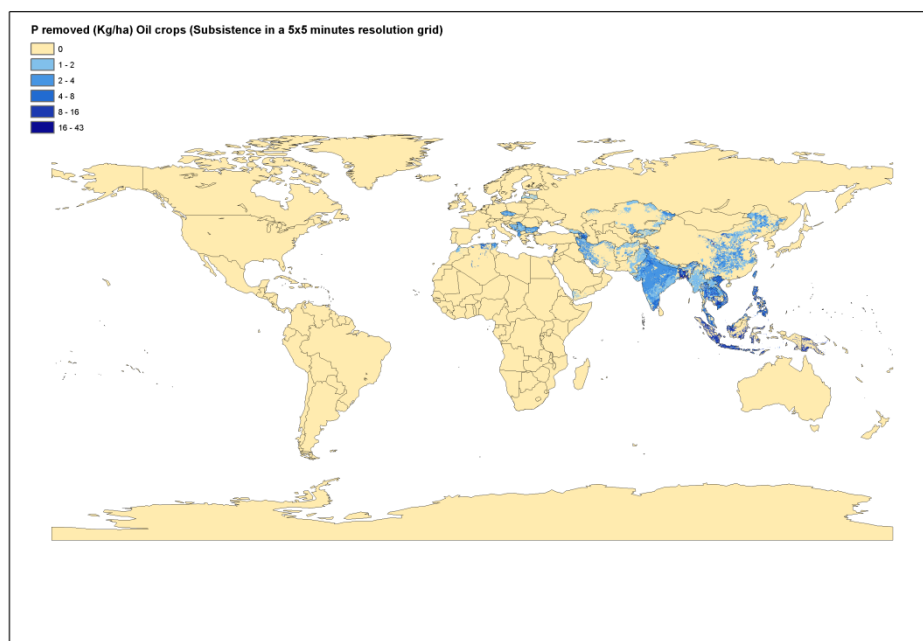 P removed (Kg/ha) Oil crops (Subsistence in a 5x5 minutes resolution grid)
0
1 - 2
2 - 4
4 - 8
8 - 16
16 - 43